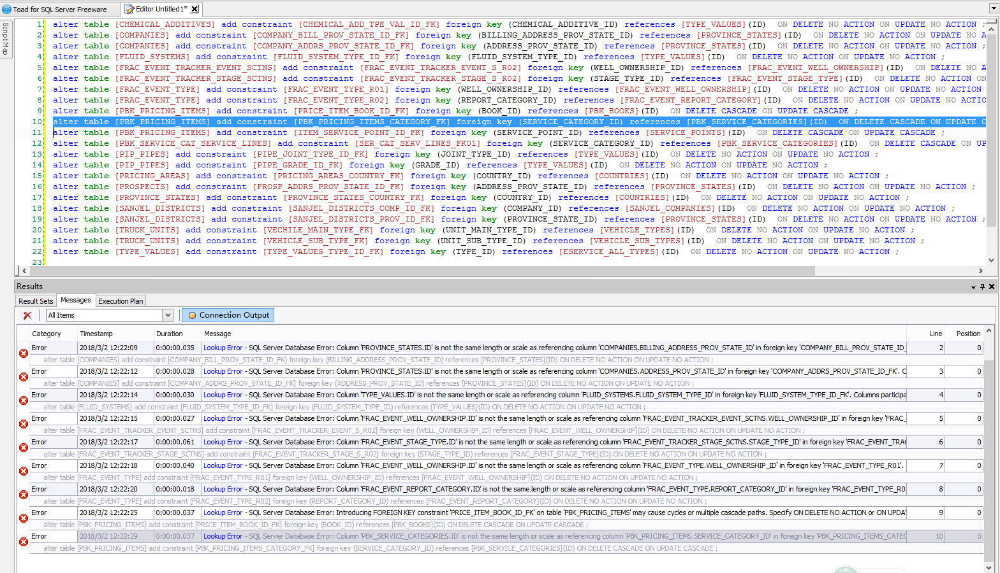 Toad for SQL Server Freeware
Editor Untitled1*
Script Map
1 alter table [CHEMICAL_ADDITIVES] add constraint [CHEMICAL_ADD_TPE_VAL_ID_FK] foreign key (CHEMICAL_ADDITIVE_ID) references [TYPE_VALUES](ID) ON DELETE NO ACTION ON UPDATE NO ACTION ;
2 alter table [COMPANIES] add constraint [COMPANY_BILL_PROV_STATE_ID_FK] foreign key (BILLING_ADDRESS_PROV_STATE_ID) references [PROVINCE_STATES](ID) ON DELETE NO ACTION ON UPDATE NO A
3 alter table [COMPANIES] add constraint [COMPANY_ADDRS_PROV_STATE_ID_FK] foreign key (ADDRESS_PROV_STATE_ID) references [PROVINCE_STATES](ID) ON DELETE NO ACTION ON UPDATE NO ACTION ;
4 alter table [FLUID_SYSTEMS] add constraint [FLUID_SYSTEM_TYPE_ID_FK] foreign key (FLUID_SYSTEM_TYPE_ID) references [TYPE_VALUES](ID) ON DELETE NO ACTION ON UPDATE NO ACTION ;
5 alter table [FRAC_EVENT_TRACKER_EVENT_SCTNS] add constraint [FRAC_EVENT_TRACKER_EVENT_S_R02] foreign key (WELL_OWNERSHIP_ID) references [FRAC_EVENT_WELL_OWNERSHIP](ID) ON DELETE NO A
6 alter table [FRAC_EVENT_TRACKER_STAGE_SCTNS] add constraint [FRAC_EVENT_TRACKER_STAGE_S_R02] foreign key (STAGE_TYPE_ID) references [FRAC_EVENT_STAGE_TYPE](ID) ON DELETE NO ACTION ON
7 alter table [FRAC_EVENT_TYPE] add constraint [FRAC_EVENT_TYPE_R01] foreign key (WELL_OWNERSHIP_ID) references [FRAC_EVENT_WELL_OWNERSHIP](ID) ON DELETE NO ACTION ON UPDATE NO ACTION
8 alter table [FRAC_EVENT_TYPE] add constraint [FRAC_EVENT_TYPE_R02] foreign key (REPORT_CATEGORY_ID) references [FRAC_EVENT_REPORT_CATEGORY](ID) ON DELETE NO ACTION ON UPDATE NO ACTIO
9 alter table [PBK_PRICING_ITEMS] add constraint [PRICE_ITEM_BOOK_ID_FK] foreign key (BOOK_ID) references [PBK_BOOKS](ID) ON DELETE CASCADE ON UPDATE CASCADE ;
10 alter table [PBK_PRICING_ITEMS] add constraint [PBK_PRICING_ITEMS_CATEGORY_FK] foreign key (SERVICE_CATEGORY_ID) references [PBK_SERVICE_CATEGORIES](ID) ON DELETE CASCADE ON UPDATE C
11 alter table [PBK_PRICING_ITEMS] add constraint [ITEM_SERVICE_POINT_ID_FK] foreign key (SERVICE_POINT_ID) references [SERVICE_POINTS](ID) ON DELETE CASCADE ON UPDATE CASCADE ;
12 alter table [PBK_SERVICE_CAT_SERVICE_LINES] add constraint [SER_CAT_SERV_LINES_FK01] foreign key (SERVICE_CATEGORY_ID) references [PBK_SERVICE_CATEGORIES](ID) ON DELETE CASCADE ON UP
13 alter table [PIP_PIPES] add constraint [PIPE_JOINT_TYPE_ID_FK] foreign key (JOINT_TYPE_ID) references [TYPE_VALUES](ID) ON DELETE NO ACTION ON UPDATE NO ACTION ;
14 alter table [PIP_PIPES] add constraint [PIPE_GRADE_ID_FK] foreign key (GRADE_ID) references [TYPE_VALUES](ID) ON DELETE NO ACTION ON UPDATE NO ACTION ;
15 alter table [PRICING_AREAS] add constraint [PRICING_AREAS_COUNTRY_FK] foreign key (COUNTRY_ID) references [COUNTRIES](ID) ON DELETE NO ACTION ON UPDATE NO ACTION ;
16 alter table [PROSPECTS] add constraint [PROSP_ADDRS_PROV_STATE_ID_FK] foreign key (ADDRESS_PROV_STATE_ID) references [PROVINCE_STATES](ID) ON DELETE NO ACTION ON UPDATE NO ACTION ;
17 alter table [PROVINCE_STATES] add constraint [PROVINCE_STATES_COUNTRY_FK] foreign key (COUNTRY_ID) references [COUNTRIES](ID) ON DELETE NO ACTION ON UPDATE NO ACTION ;
18 alter table [SANJEL_DISTRICTS] add constraint [SANJEL_DISTRICTS_COMP_ID_FK] foreign key (COMPANY_ID) references [SANJEL_COMPANIES](ID) ON DELETE NO ACTION ON UPDATE NO ACTION ;
19 alter table [SANJEL_DISTRICTS] add constraint [SANJEL_DISTRICTS_PROV_ID_FK] foreign key (PROVINCE_STATE_ID) references [PROVINCE_STATES](ID) ON DELETE NO ACTION ON UPDATE NO ACTION ;
20 alter table [TRUCK_UNITS] add constraint [VECHILE_MAIN_TYPE_FK] foreign key (UNIT_MAIN_TYPE_ID) references [VEHICLE_TYPES](ID) ON DELETE NO ACTION ON UPDATE NO ACTION ;
21 alter table [TRUCK_UNITS] add constraint [VEHICLE_SUB_TYPE_FK] foreign key (UNIT_SUB_TYPE_ID) references [VEHICLE_SUB_TYPES](ID) ON DELETE NO ACTION ON UPDATE NO ACTION ;
22 alter table [TYPE_VALUES] add constraint [TYPE_VALUES_TYPE_ID_FK] foreign key (TYPE_ID) references [ESERVICE_ALL_TYPES](ID) ON DELETE NO ACTION ON UPDATE NO ACTION ;
23
Results
Result Sets Messages Execution Plan
All Items Connection Output
Category Timestamp Duration Message Line Position
Error 2018/3/2 12:22:09 0:00:00.035 Lookup Error - SQL Server Database Error: Column 'PROVINCE_STATES.ID' is not the same length or scale as referencing column 'COMPANIES.BILLING_ADDRESS_PROV_STATE_ID' in foreign key 'COMPANY_BILL_PROV_STATE_ID_ 2 0
alter table [COMPANIES] add constraint [COMPANY_BILL_PROV_STATE_ID_FK] foreign key (BILLING_ADDRESS_PROV_STATE_ID) references [PROVINCE_STATES](ID) ON DELETE NO ACTION ON UPDATE NO ACTION ;
Error 2018/3/2 12:22:12 0:00:00.028 Lookup Error - SQL Server Database Error: Column 'PROVINCE_STATES.ID' is not the same length or scale as referencing column 'COMPANIES.ADDRESS_PROV_STATE_ID' in foreign key 'COMPANY_ADDRS_PROV_STATE_ID_FK'. C 3 0
alter table [COMPANIES] add constraint [COMPANY_ADDRS_PROV_STATE_ID_FK] foreign key (ADDRESS_PROV_STATE_ID) references [PROVINCE_STATES](ID) ON DELETE NO ACTION ON UPDATE NO ACTION ;
Error 2018/3/2 12:22:14 0:00:00.030 Lookup Error - SQL Server Database Error: Column 'TYPE_VALUES.ID' is not the same length or scale as referencing column 'FLUID_SYSTEMS.FLUID_SYSTEM_TYPE_ID' in foreign key 'FLUID_SYSTEM_TYPE_ID_FK'. Columns participa 4 0
alter table [FLUID_SYSTEMS] add constraint [FLUID_SYSTEM_TYPE_ID_FK] foreign key (FLUID_SYSTEM_TYPE_ID) references [TYPE_VALUES](ID) ON DELETE NO ACTION ON UPDATE NO ACTION ;
Error 2018/3/2 12:22:15 0:00:00.027 Lookup Error - SQL Server Database Error: Column 'FRAC_EVENT_WELL_OWNERSHIP.ID' is not the same length or scale as referencing column 'FRAC_EVENT_TRACKER_EVENT_SCTNS.WELL_OWNERSHIP_ID' in foreign key 'FRAC_ 5 0
alter table [FRAC_EVENT_TRACKER_EVENT_SCTNS] add constraint [FRAC_EVENT_TRACKER_EVENT_S_R02] foreign key (WELL_OWNERSHIP_ID) references [FRAC_EVENT_WELL_OWNERSHIP](ID) ON DELETE NO ACTION ON UPDATE NO ACTION ;
Error 2018/3/2 12:22:17 0:00:00.061 Lookup Error - SQL Server Database Error: Column 'FRAC_EVENT_STAGE_TYPE.ID' is not the same length or scale as referencing column 'FRAC_EVENT_TRACKER_STAGE_SCTNS.STAGE_TYPE_ID' in foreign key 'FRAC_EVENT_TRAC 6 0
alter table [FRAC_EVENT_TRACKER_STAGE_SCTNS] add constraint [FRAC_EVENT_TRACKER_STAGE_S_R02] foreign key (STAGE_TYPE_ID) references [FRAC_EVENT_STAGE_TYPE](ID) ON DELETE NO ACTION ON UPDATE NO ACTION ;
Error 2018/3/2 12:22:18 0:00:00.040 Lookup Error - SQL Server Database Error: Column 'FRAC_EVENT_WELL_OWNERSHIP.ID' is not the same length or scale as referencing column 'FRAC_EVENT_TYPE.WELL_OWNERSHIP_ID' in foreign key 'FRAC_EVENT_TYPE_R01'. 7 0
alter table [FRAC_EVENT_TYPE] add constraint [FRAC_EVENT_TYPE_R01] foreign key (WELL_OWNERSHIP_ID) references [FRAC_EVENT_WELL_OWNERSHIP](ID) ON DELETE NO ACTION ON UPDATE NO ACTION ;
Error 2018/3/2 12:22:20 0:00:00.018 Lookup Error - SQL Server Database Error: Column 'FRAC_EVENT_REPORT_CATEGORY.ID' is not the same length or scale as referencing column 'FRAC_EVENT_TYPE.REPORT_CATEGORY_ID' in foreign key 'FRAC_EVENT_TYPE_R0 8 0
alter table [FRAC_EVENT_TYPE] add constraint [FRAC_EVENT_TYPE_R02] foreign key (REPORT_CATEGORY_ID) references [FRAC_EVENT_REPORT_CATEGORY](ID) ON DELETE NO ACTION ON UPDATE NO ACTION ;
Error 2018/3/2 12:22:25 0:00:00.037 Lookup Error - SQL Server Database Error: Introducing FOREIGN KEY constraint 'PRICE_ITEM_BOOK_ID_FK' on table 'PBK_PRICING_ITEMS' may cause cycles or multiple cascade paths. Specify ON DELETE NO ACTION or ON UPDA 9 0
alter table [PBK_PRICING_ITEMS] add constraint [PRICE_ITEM_BOOK_ID_FK] foreign key (BOOK_ID) references [PBK_BOOKS](ID) ON DELETE CASCADE ON UPDATE CASCADE ;
Error 2018/3/2 12:22:29 0:00:00.037 Lookup Error - SQL Server Database Error: Column 'PBK_SERVICE_CATEGORIES.ID' is not the same length or scale as referencing column 'PBK_PRICING_ITEMS.SERVICE_CATEGORY_ID' in foreign key 'PBK_PRICING_ITEMS_CATEG 10 0
alter table [PBK_PRICING_ITEMS] add constraint [PBK_PRICING_ITEMS_CATEGORY_FK] foreign key (SERVICE_CATEGORY_ID) references [PBK_SERVICE_CATEGORIES](ID) ON DELETE CASCADE ON UPDATE CASCADE ;